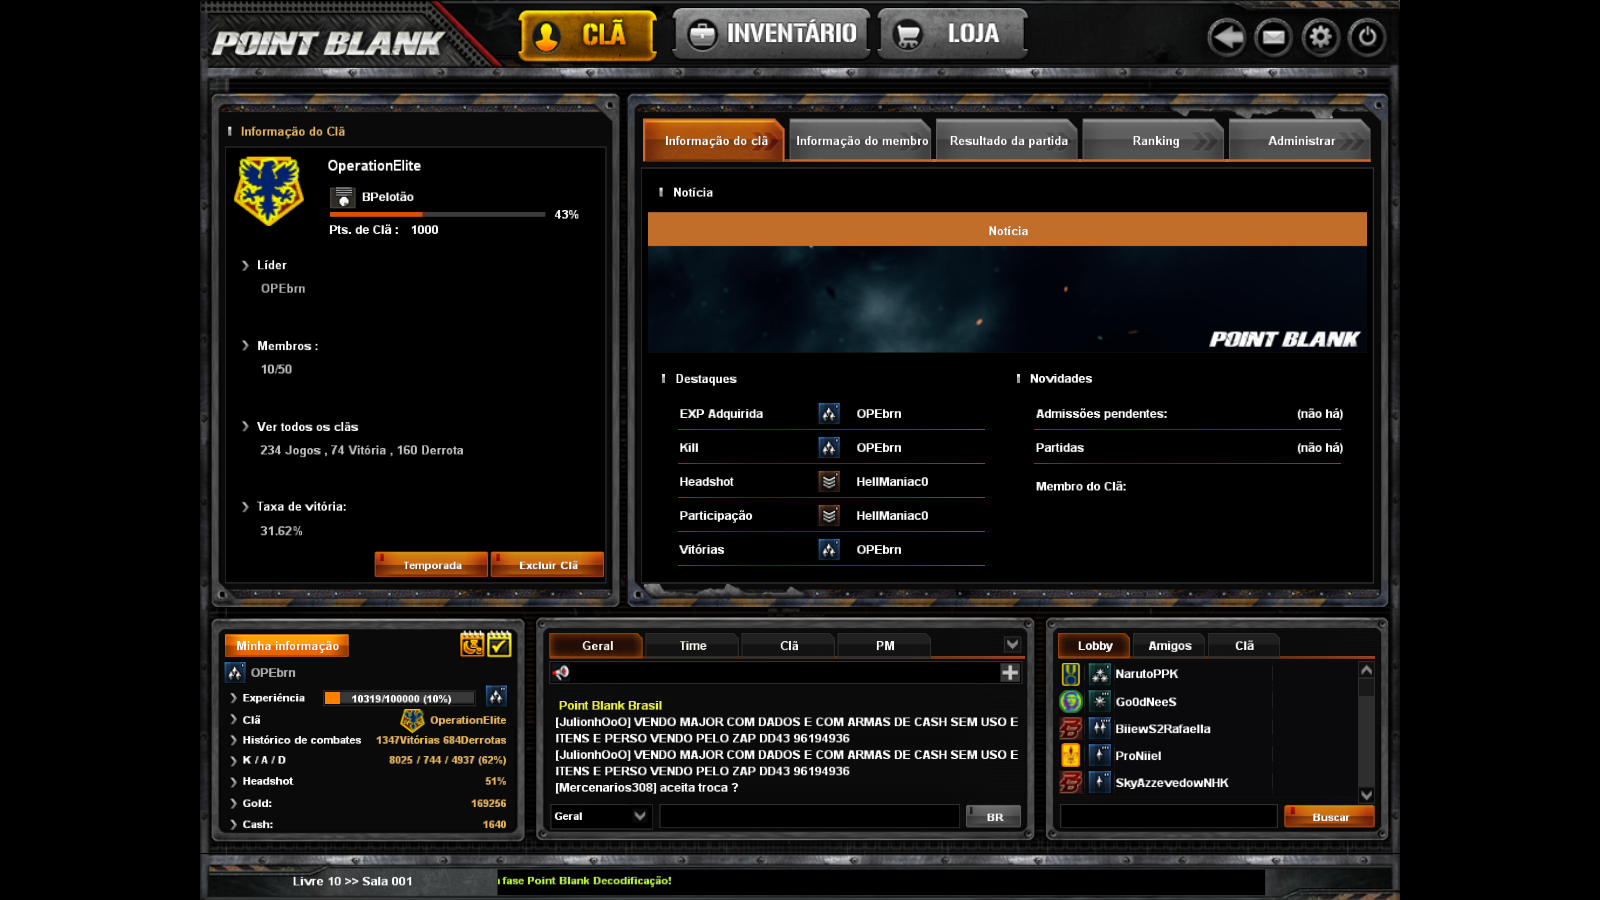 POINT BLANK
CLÃ
INVENTÁRIO
LOJA
Informação do Clã
OperationElite
BPelotão
43%
Pts. de Clã : 1000
Líder
OPEbrn
Membros :
10/50
Ver todos os clãs
234 Jogos , 74 Vitória , 160 Derrota
Taxa de vitória:
31.62%
Temporada
Excluir Clã
Informação do clã
Informação do membro
Resultado da partida
Ranking
Administrar
Notícia
Notícia
POINT BLANK
Destaques
EXP Adquirida OPEbrn
Kill OPEbrn
Headshot HellManiac0
Participação HellManiac0
Vitórias OPEbrn
Novidades
Admissões pendentes: (não há)
Partidas (não há)
Membro do Clã:
Minha informação
OPEbrn
Experiência 10319/100000 (10%)
Clã OperationElite
Histórico de combates 1347Vitórias 684Derrotas
K / A / D 8025 / 744 / 4937 (62%)
Headshot 51%
Gold: 169256
Cash: 1640
Geral
Time
Clã
PM
Point Blank Brasil
[JulionhOoO] VENDO MAJOR COM DADOS E COM ARMAS DE CASH SEM USO E
ITENS E PERSO VENDO PELO ZAP DD43 96194936
[JulionhOoO] VENDO MAJOR COM DADOS E COM ARMAS DE CASH SEM USO E
ITENS E PERSO VENDO PELO ZAP DD43 96194936
[Mercenarios308] aceita troca ?
Geral
BR
Lobby
Amigos
Clã
NarutoPPK
Go0dNeeS
BiiewS2Rafaella
ProNiiel
SkyAzzevedowNHK
Buscar
Livre 10 >> Sala 001
fase Point Blank Decodificação!